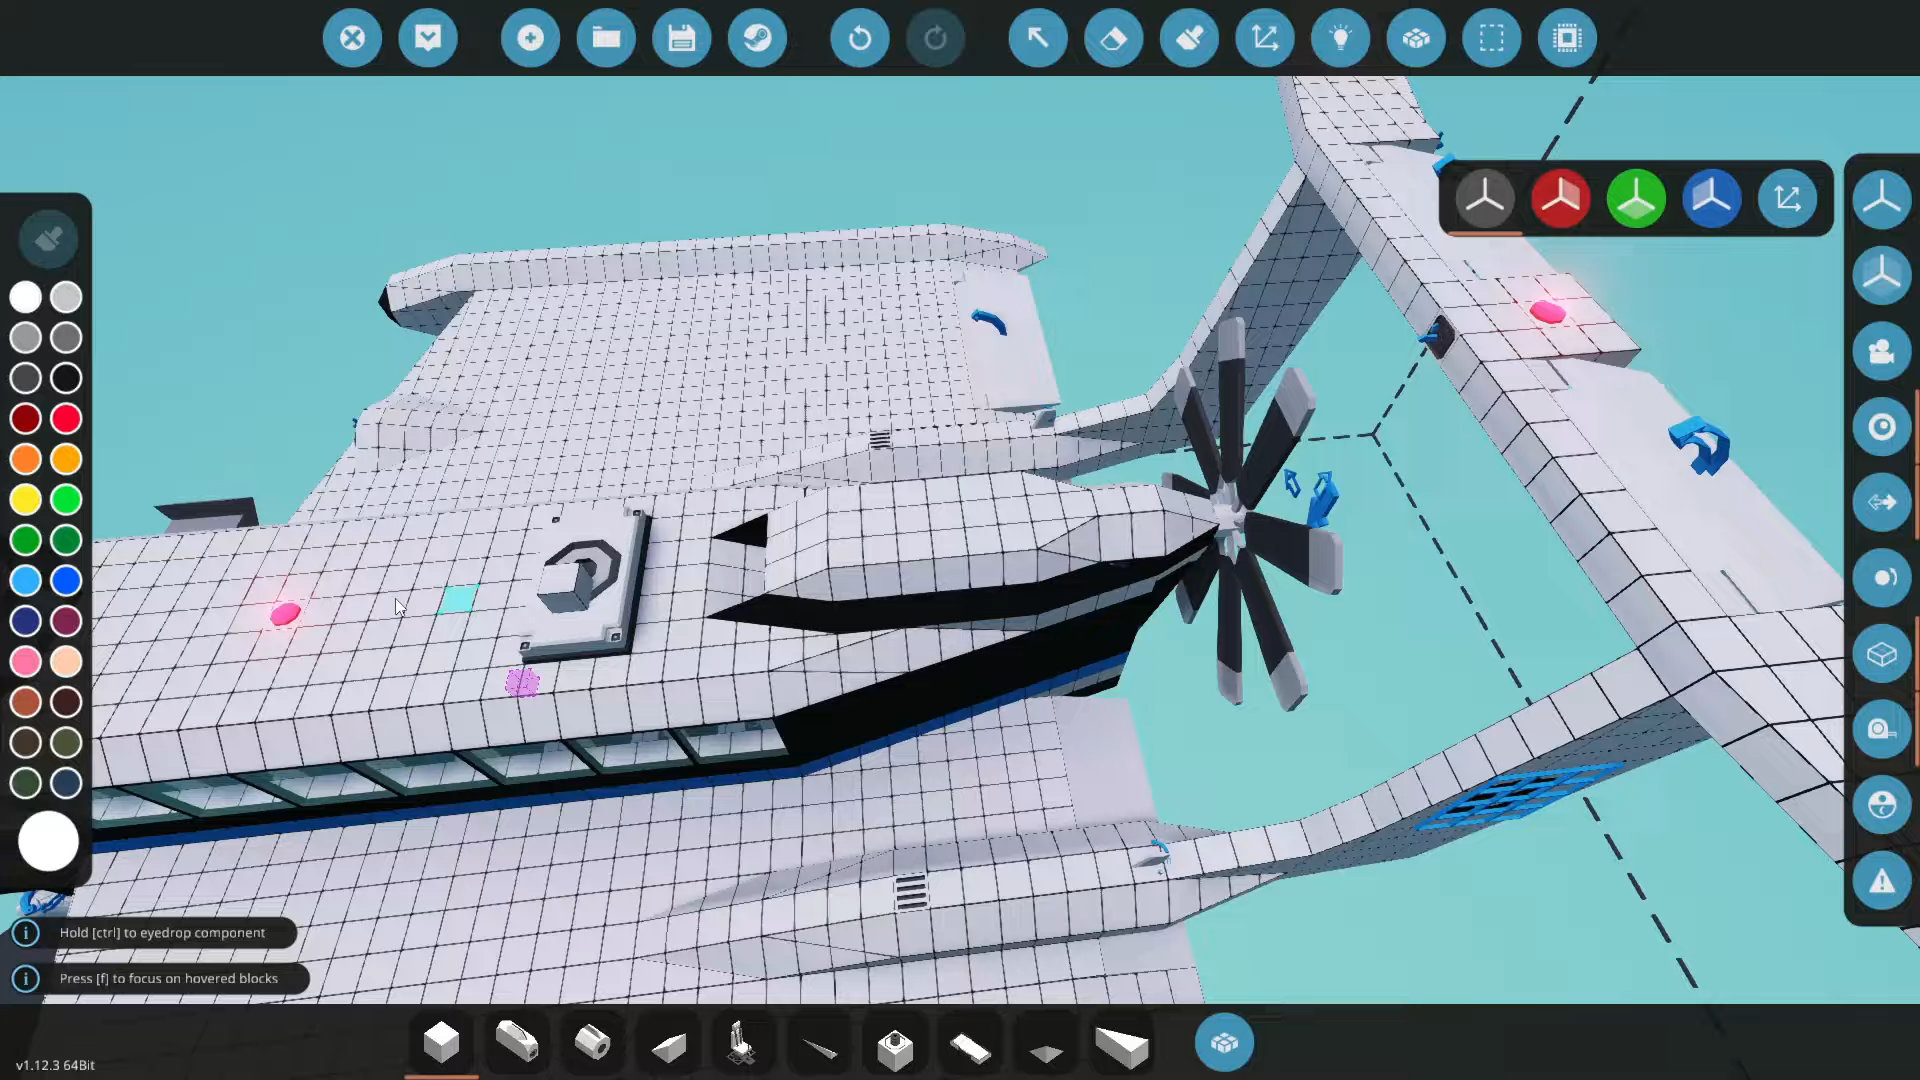 Hold [ctrl] to eyedrop component
Press [f] to focus on hovered blocks
v1.12.3 64Bit